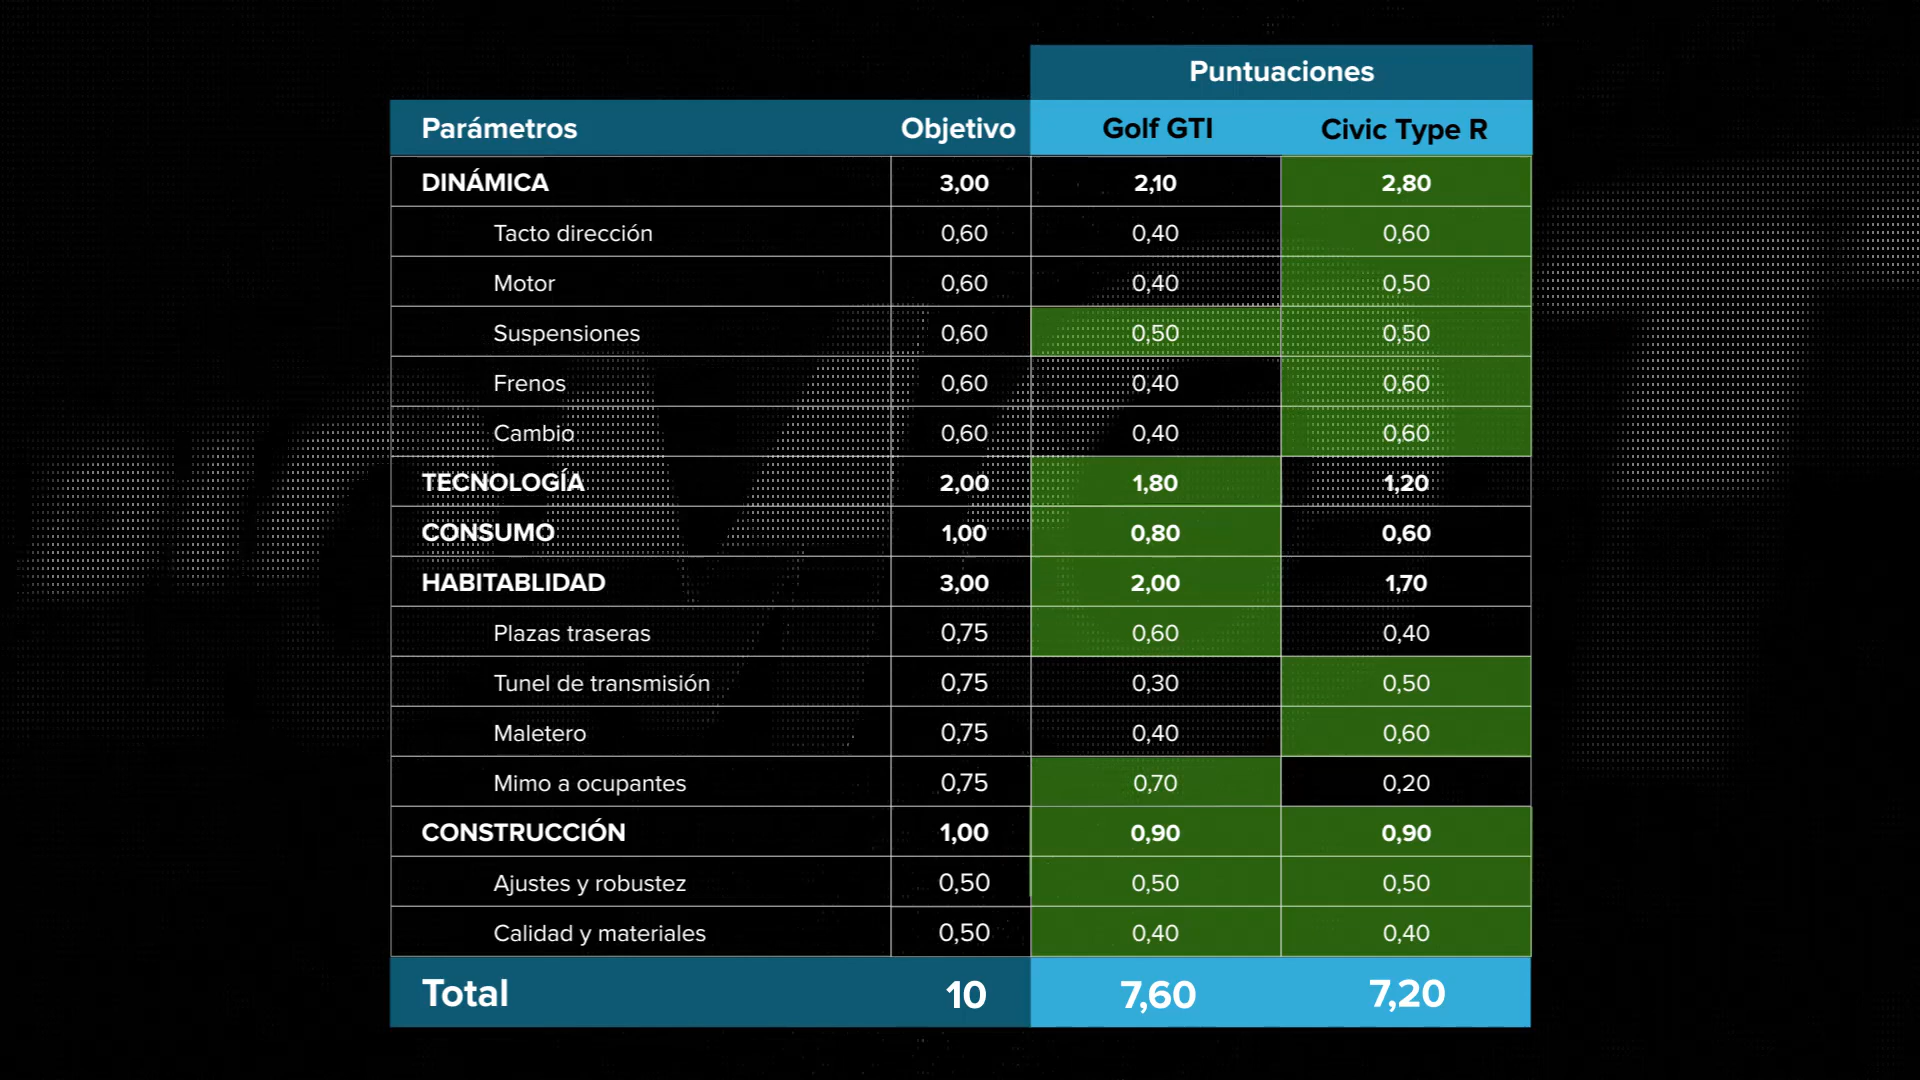 Puntuaciones
Parámetros Objetivo Golf GTI Civic Type R
DINÁMICA 3,00 2,10 2,80
Tacto dirección 0,60 0,40 0,60
Motor 0,60 0,40 0,50
Suspensiones 0,60 0,50 0,50
Frenos 0,60 0,40 0,60
Cambio 0,60 0,40 0,60
TECNOLOGÍA 2,00 1,80 1,20
CONSUMO 1,00 0,80 0,60
HABITABLIDAD 3,00 2,00 1,70
Plazas traseras 0,75 0,60 0,40
Tunel de transmisión 0,75 0,30 0,50
Maletero 0,75 0,40 0,60
Mimo a ocupantes 0,75 0,70 0,20
CONSTRUCCIÓN 1,00 0,90 0,90
Ajustes y robustez 0,50 0,50 0,50
Calidad y materiales 0,50 0,40 0,40
Total 10 7,60 7,20